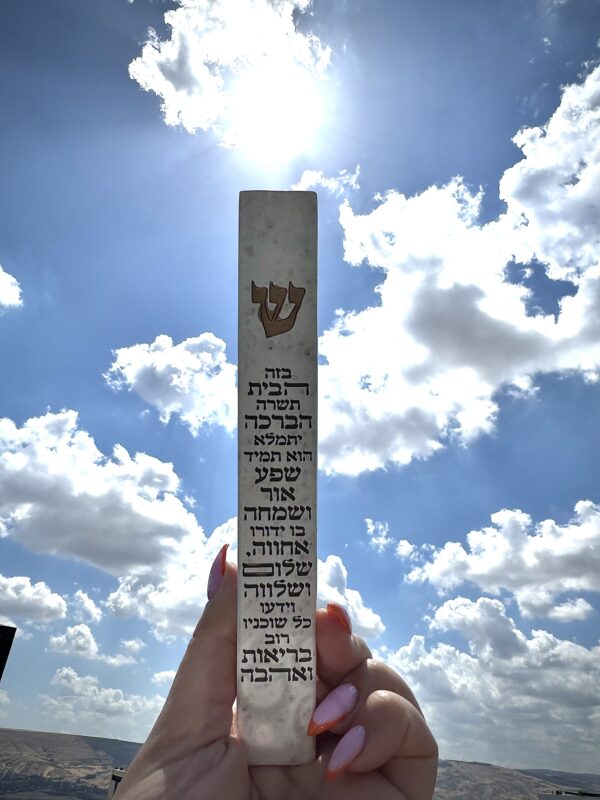 ש
בזה
הבית
תשרה
הברכה
יתמלא
הוא תמיד
שפע
אור
ושמחה
בו ידורו
אחווה,
שלום
ושלווה
וידעו
כל שוכניו
רוב
בריאות
ואהבה